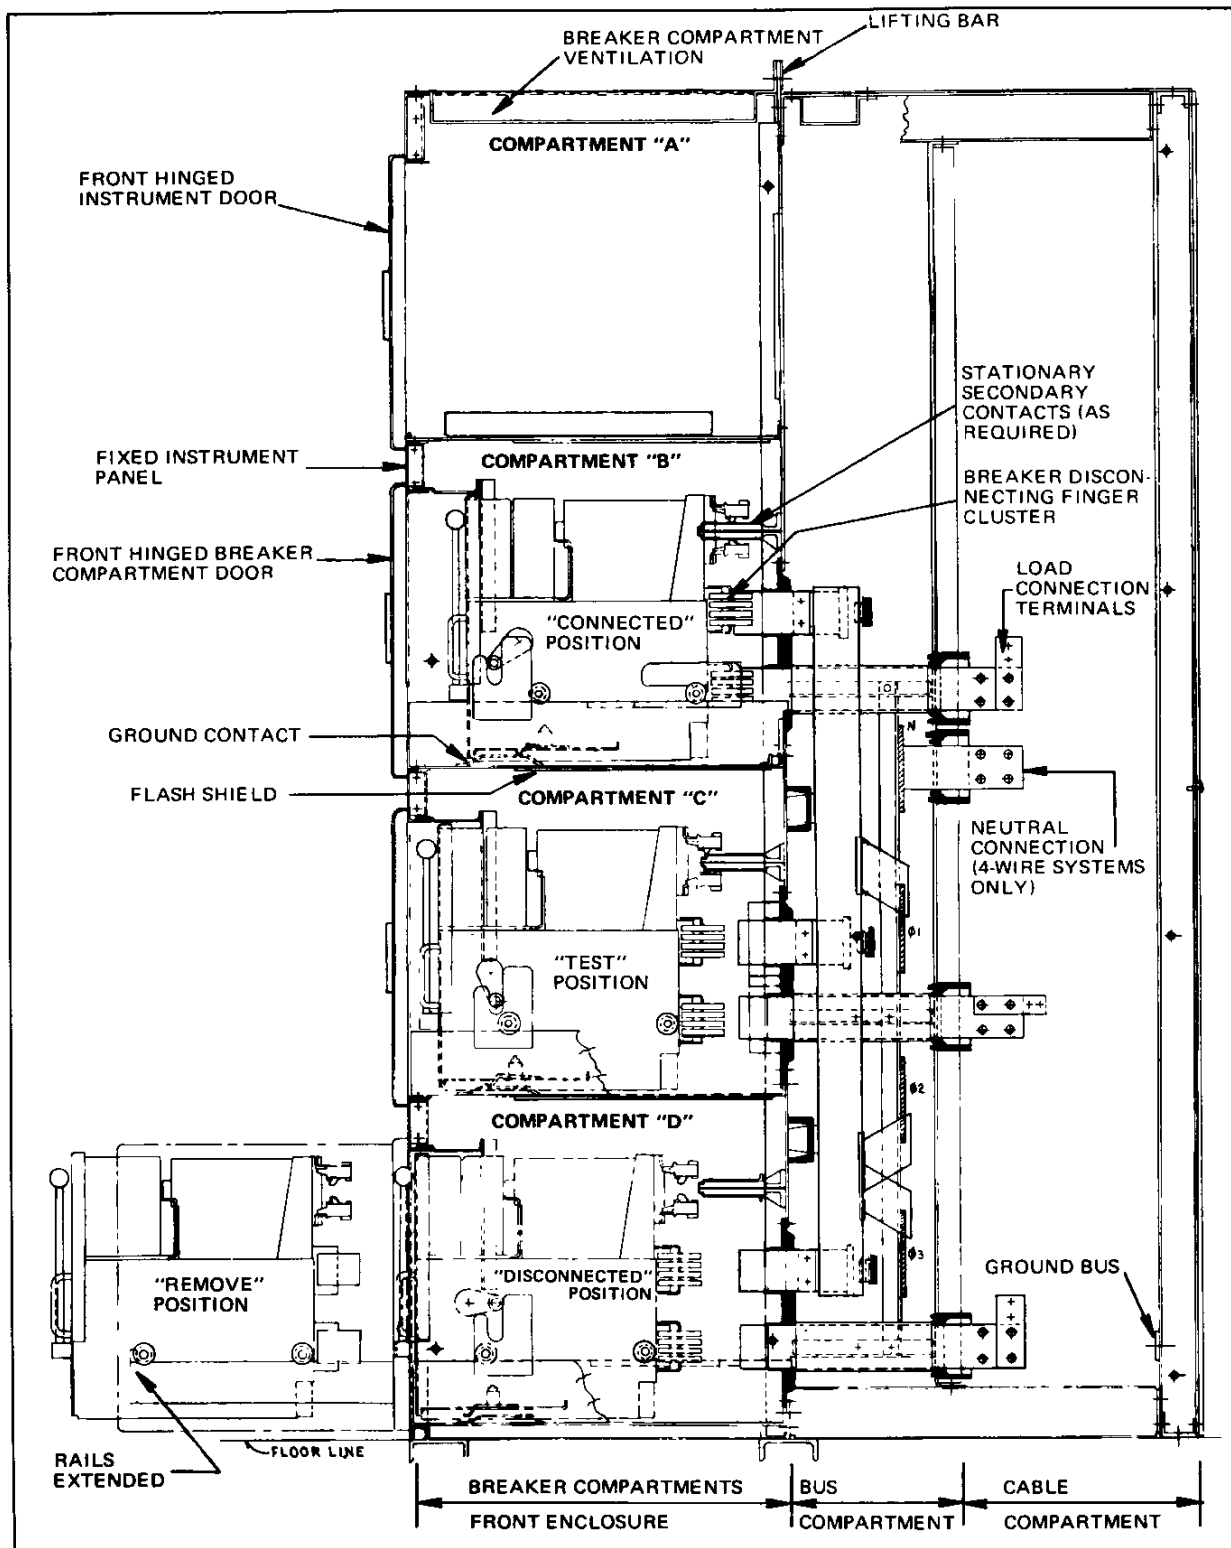 LIFTING BAR
BREAKER COMPARTMENT
VENTILATION
COMPARTMENT "A"
FRONT HINGED
INSTRUMENT DOOR
STATIONARY
SECONDARY
CONTACTS (AS
REQUIRED)
FIXED INSTRUMENT
PANEL
COMPARTMENT "B"
BREAKER DISCON-
NECTING FINGER
CLUSTER
FRONT HINGED BREAKER
COMPARTMENT DOOR
LOAD
CONNECTION
TERMINALS
"CONNECTED"
POSITION
N
GROUND CONTACT
FLASH SHIELD
COMPARTMENT "C"
NEUTRAL
CONNECTION
(4-WIRE SYSTEMS
ONLY)
ø1
"TEST"
POSITION
ø2
COMPARTMENT "D"
ø3
GROUND BUS
"REMOVE"
POSITION
"DISCONNECTED"
POSITION
FLOOR LINE
RAILS
EXTENDED
BREAKER COMPARTMENTS
FRONT ENCLOSURE
BUS
COMPARTMENT
CABLE
COMPARTMENT